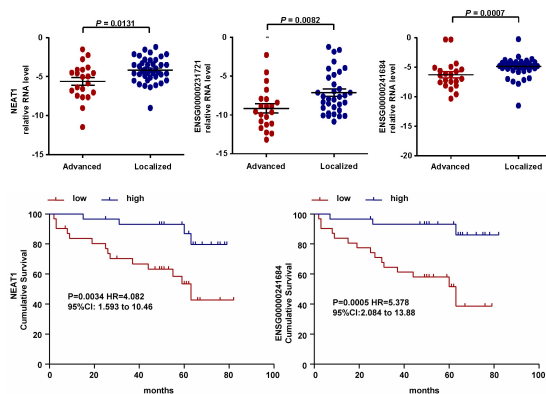 P = 0.0131
NEAT1
relative RNA level
0
-5
-10
-15
Advanced
Localized
P = 0.0082
ENSG00000231721
relative RNA level
0
-5
-10
-15
Advanced
Localized
P = 0.0007
ENSG00000241684
relative RNA level
0
-5
-10
-15
-20
Advanced
Localized
low
high
NEAT1
Cumulative Survival
100
80
60
40
20
0
P=0.0034 HR=4.082
95%CI: 1.593 to 10.46
0
20
40
60
80
100
months
low
high
ENSG00000241684
Cumulative Survival
100
80
60
40
20
0
P=0.0005 HR=5.378
95%CI:2.084 to 13.88
0
20
40
60
80
100
months